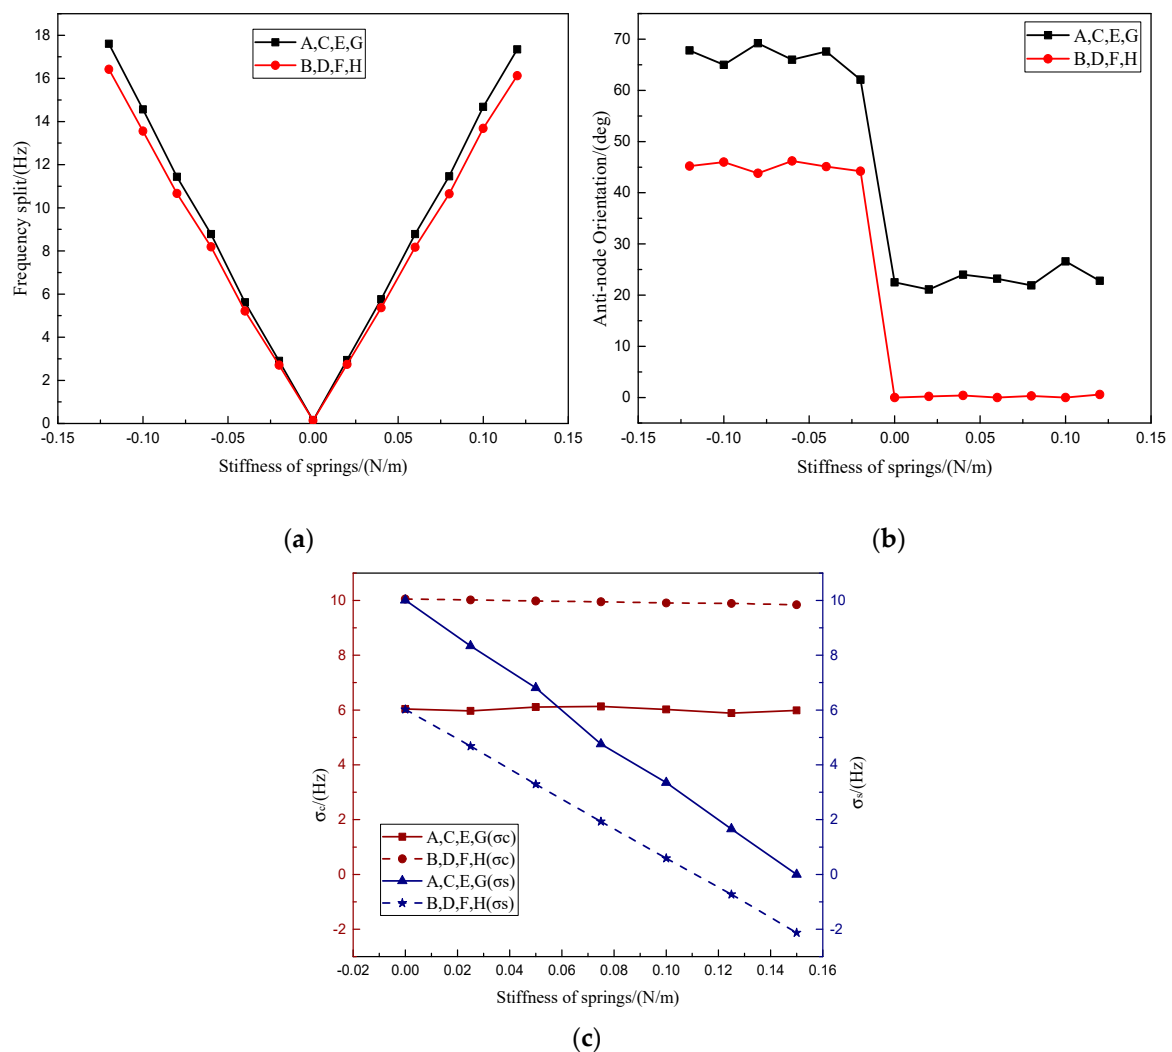 A,C,E,G
B,D,F,H
18
16
14
12
10
8
6
4
2
0
Frequency split/(Hz)
-0.15 -0.10 -0.05 0.00 0.05 0.10 0.15
Stiffness of springs/(N/m)
(a)
A,C,E,G
B,D,F,H
70
60
50
40
30
20
10
0
Anti-node Orientation/(deg)
-0.15 -0.10 -0.05 0.00 0.05 0.10 0.15
Stiffness of springs/(N/m)
(b)
10
8
6
4
2
0
-2
σc/(Hz)
A,C,E,G(σc)
B,D,F,H(σc)
A,C,E,G(σs)
B,D,F,H(σs)
10
8
6
4
2
0
-2
σs/(Hz)
-0.02 0.00 0.02 0.04 0.06 0.08 0.10 0.12 0.14 0.16
Stiffness of springs/(N/m)
(c)